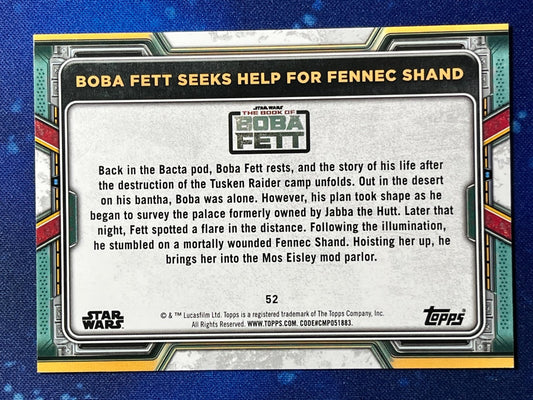 BOBA FETT SEEKS HELP FOR FENNEC SHAND
STAR WARS
THE BOOK OF
BOBA
FETT
Back in the Bacta pod, Boba Fett rests, and the story of his life after
the destruction of the Tusken Raider camp unfolds. Out in the desert
on his bantha, Boba was alone. However, his plan took shape as he
began to survey the palace formerly owned by Jabba the Hutt. Later that
night, Fett spotted a flare in the distance. Following the illumination,
he stumbled on a mortally wounded Fennec Shand. Hoisting her up, he
brings her into the Mos Eisley mod parlor.
52
STAR
WARS
© & ™ Lucasfilm Ltd. Topps is a registered trademark of The Topps Company, Inc.
All Rights Reserved. WWW.TOPPS.COM. CODE#CMP051883.
topps®